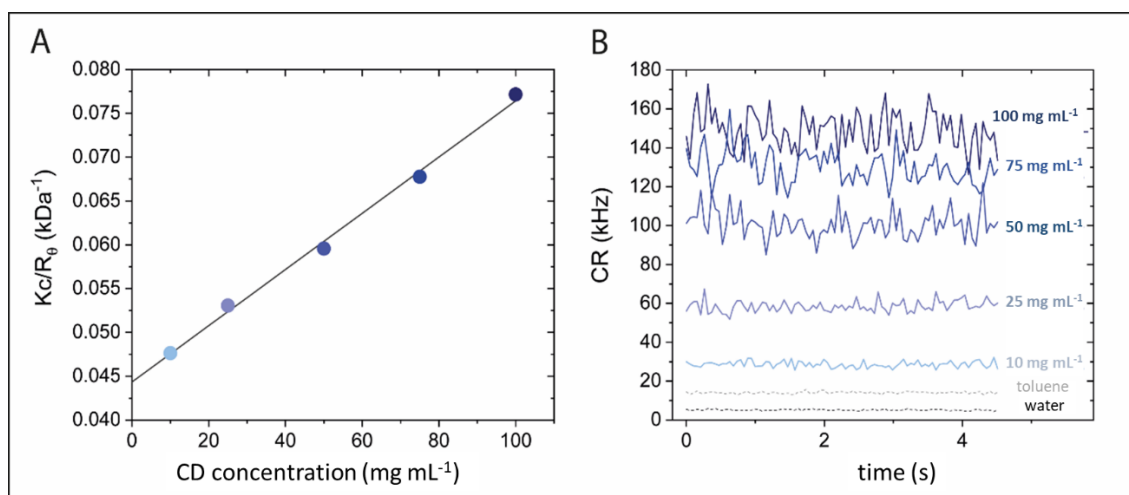 A
0.080
0.075
0.070
0.065
0.060
0.055
0.050
0.045
0.040
0 20 40 60 80 100
Kc/Rθ (kDa⁻¹)
CD concentration (mg mL⁻¹)
B
180
160
140
120
100
80
60
40
20
0
0 2 4
CR (kHz)
time (s)
100 mg mL⁻¹
75 mg mL⁻¹
50 mg mL⁻¹
25 mg mL⁻¹
10 mg mL⁻¹
toluene
water